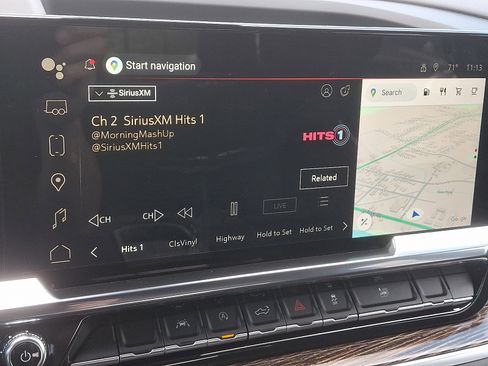 Start navigation
71° 11:13
SiriusXM
Search
Ch 2 SiriusXM Hits 1
@MorningMashUp
@SiriusXMHits1
HITS 1
Related
CH CH LIVE
Hits 1 ClsVinyl Highway Hold to Set Hold to Set
Google